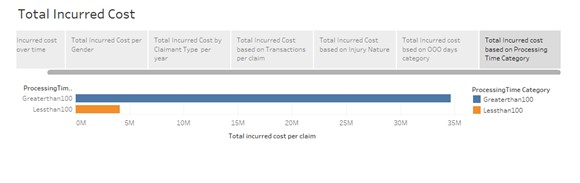 Total Incurred Cost
Incurred cost
over time
Total Incurred Cost per
Gender
Total Incurred Cost by
Claimant Type per
year
Total Incurred Cost
based on Transactions
per claim
Total Incurred Cost
based on Injury Nature
Total Incurred cost
bsed on OOO days
category
Total Incurred cost
based on Processing
Time Category
ProcessingTim..
Greaterthan100
Lessthan100
0M 5M 10M 15M 20M 25M 30M 35M
Total incurred cost per claim
ProcessingTime Category
Greaterthan100
Lessthan100